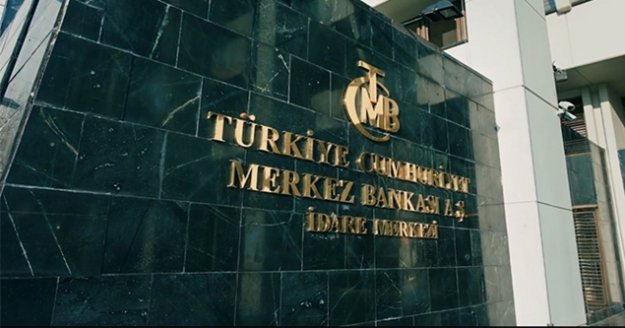 TCMB
TÜRKİYE CUMHURİYET
MERKEZ BANKASI A.Ş.
İDARE MERKEZİ